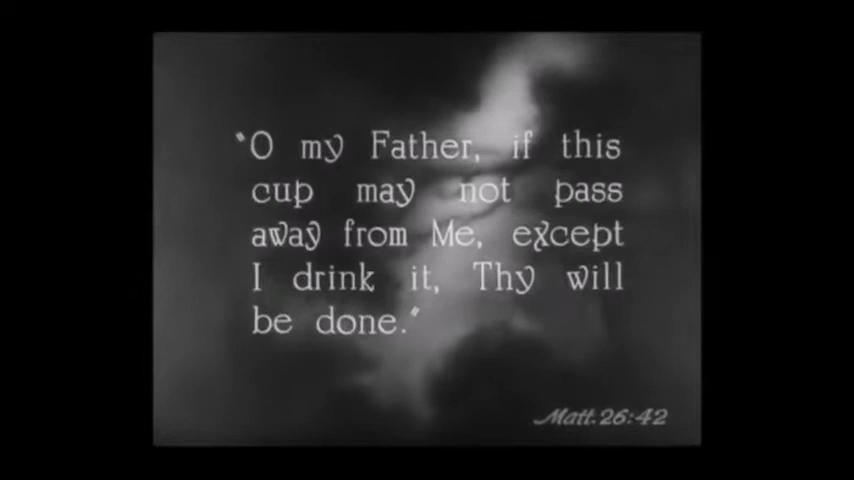 "O my Father, if this
cup may not pass
away from Me, except
I drink it, Thy will
be done."
Matt. 26:42